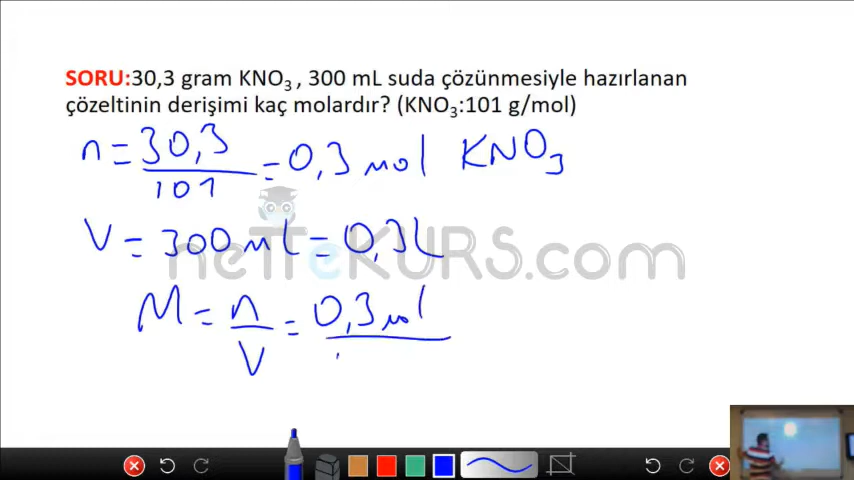 SORU:30,3 gram KNO₃ , 300 mL suda çözünmesiyle hazırlanan
çözeltinin derişimi kaç molardır? (KNO₃:101 g/mol)
n = 30,3 / 101 = 0,3 mol KNO₃
V = 300 mL = 0,3L
netteKURS.com
M = n / V = 0,3 mol